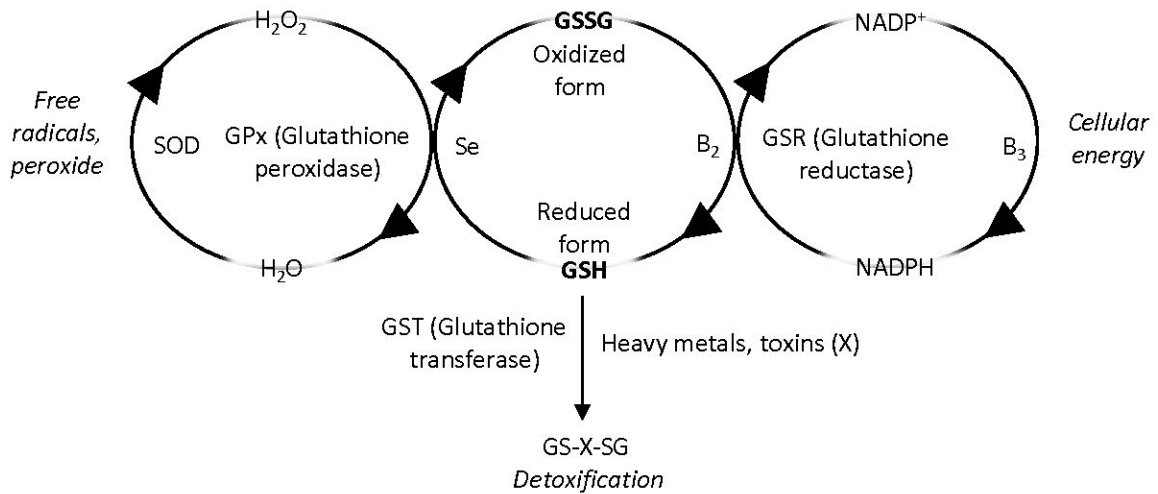 H₂O₂
GSSG
Oxidized
form
NADP⁺
Free
radicals,
peroxide
SOD
GPx (Glutathione
peroxidase)
Se
B₂
GSR (Glutathione
reductase)
B₃
Cellular
energy
Reduced
form
GSH
H₂O
NADPH
GST (Glutathione
transferase)
Heavy metals, toxins (X)
GS-X-SG
Detoxification